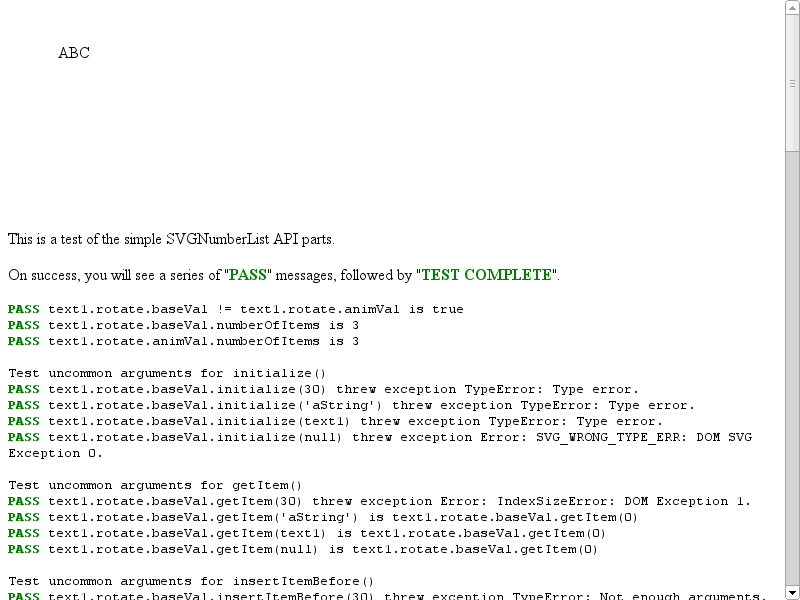 ABC
This is a test of the simple SVGNumberList API parts.
On success, you will see a series of "PASS" messages, followed by "TEST COMPLETE".
PASS text1.rotate.baseVal != text1.rotate.animVal is true
PASS text1.rotate.baseVal.numberOfItems is 3
PASS text1.rotate.animVal.numberOfItems is 3
Test uncommon arguments for initialize()
PASS text1.rotate.baseVal.initialize(30) threw exception TypeError: Type error.
PASS text1.rotate.baseVal.initialize('aString') threw exception TypeError: Type error.
PASS text1.rotate.baseVal.initialize(text1) threw exception TypeError: Type error.
PASS text1.rotate.baseVal.initialize(null) threw exception Error: SVG_WRONG_TYPE_ERR: DOM SVG
Exception 0.
Test uncommon arguments for getItem()
PASS text1.rotate.baseVal.getItem(30) threw exception Error: IndexSizeError: DOM Exception 1.
PASS text1.rotate.baseVal.getItem('aString') is text1.rotate.baseVal.getItem(0)
PASS text1.rotate.baseVal.getItem(text1) is text1.rotate.baseVal.getItem(0)
PASS text1.rotate.baseVal.getItem(null) is text1.rotate.baseVal.getItem(0)
Test uncommon arguments for insertItemBefore()
PASS text1.rotate.baseVal.insertItemBefore(30) threw exception TypeError: Not enough arguments.